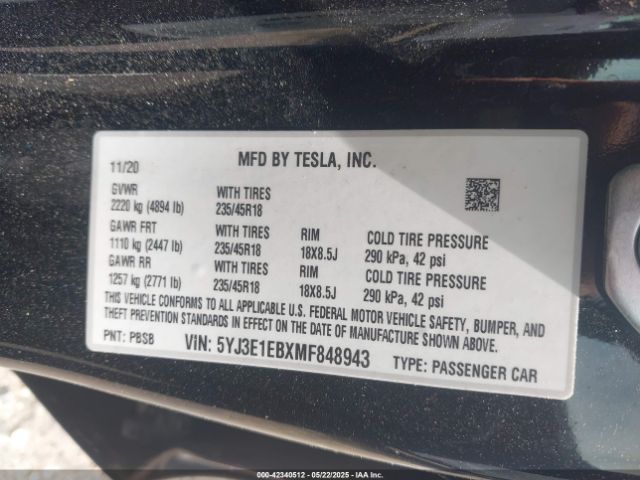 11/20 MFD BY TESLA, INC.
GVWR WITH TIRES
2220 kg (4894 lb) 235/45R18
GAWR FRT WITH TIRES RIM COLD TIRE PRESSURE
1110 kg (2447 lb) 235/45R18 18X8.5J 290 kPa, 42 psi
GAWR RR WITH TIRES RIM COLD TIRE PRESSURE
1257 kg (2771 lb) 235/45R18 18X8.5J 290 kPa, 42 psi
THIS VEHICLE CONFORMS TO ALL APPLICABLE U.S. FEDERAL MOTOR VEHICLE SAFETY, BUMPER, AND
THEFT PREVENTION STANDARDS IN EFFECT ON THE DATE OF MANUFACTURE SHOWN ABOVE.
PNT: PBSB VIN: 5YJ3E1EBXMF848943 TYPE: PASSENGER CAR
000-42340512 - 05/22/2025 - IAAI.COM